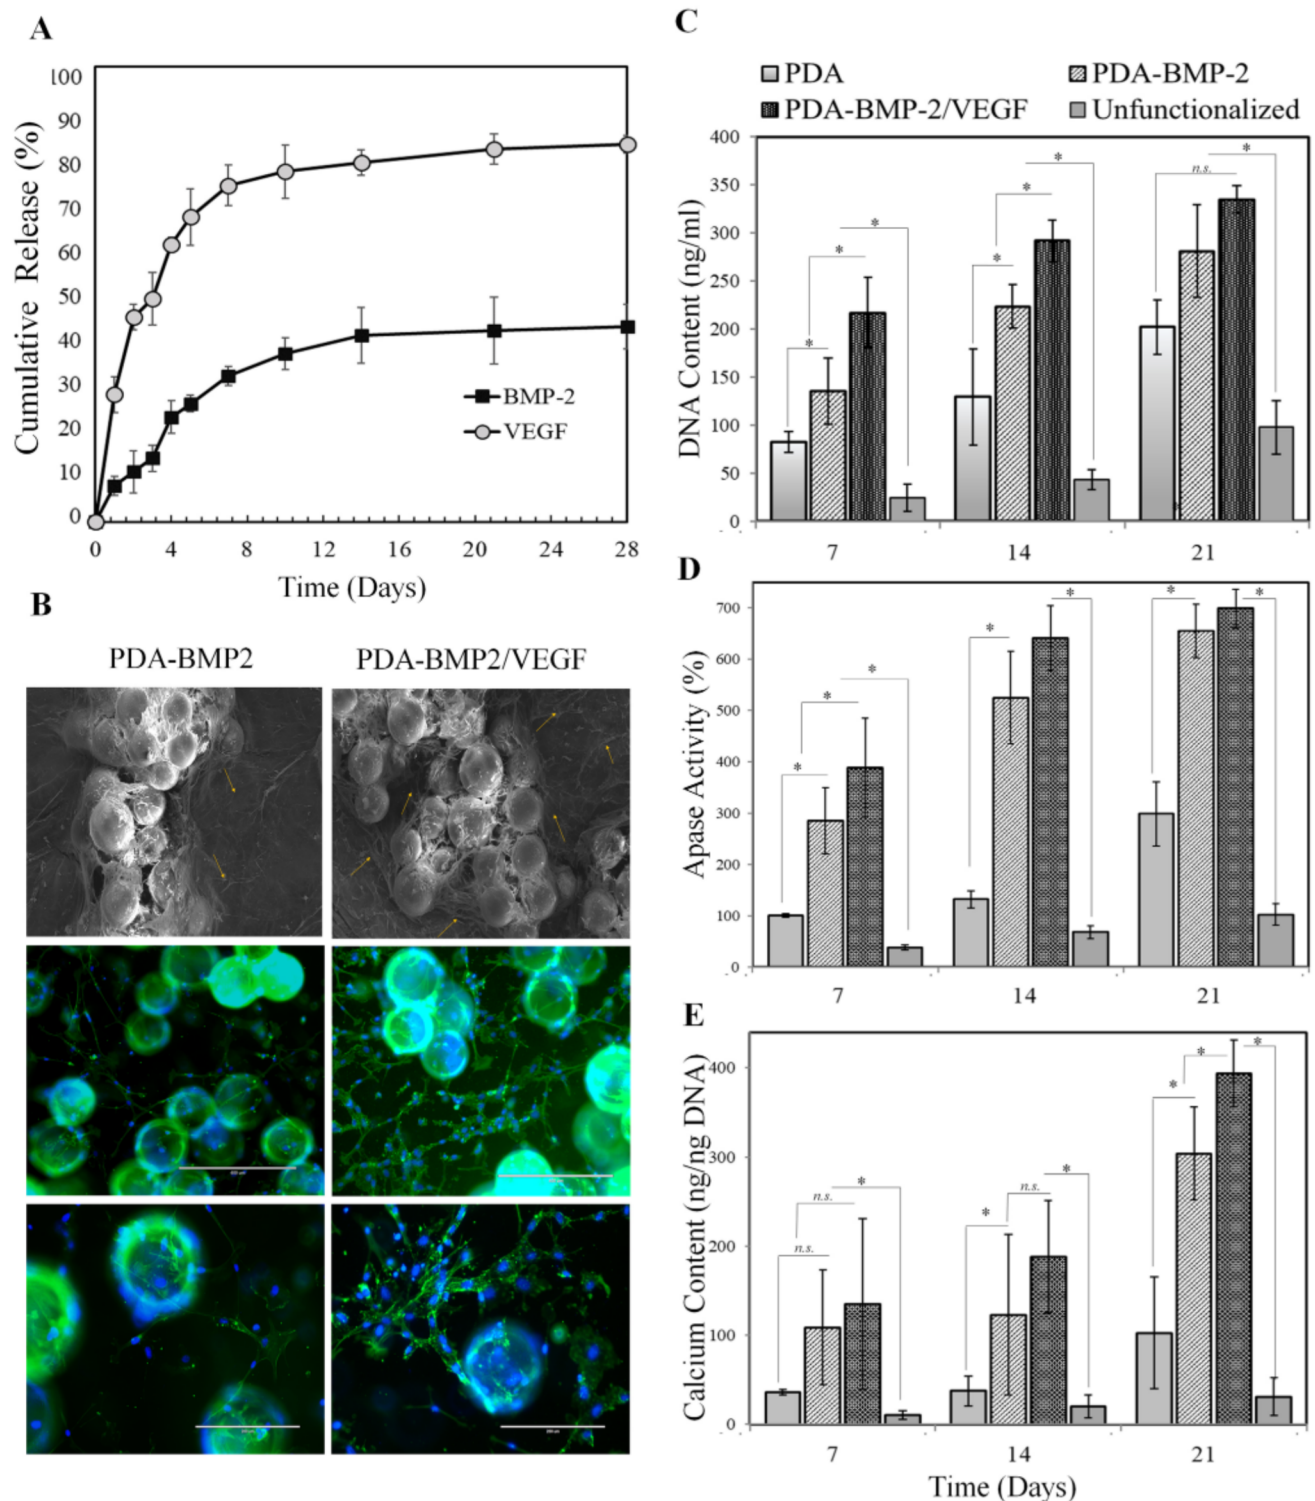 A
100
90
80
70
60
50
40
30
20
10
0
Cumulative Release (%)
BMP-2
VEGF
0 4 8 12 16 20 24 28
Time (Days)
B
PDA-BMP2 PDA-BMP2/VEGF
C
PDA PDA-BMP-2
PDA-BMP-2/VEGF Unfunctionalized
400
350
300
250
200
150
100
50
0
DNA Content (ng/ml)
* * *
* * *
n.s. *
7 14 21
D
700
600
500
400
300
200
100
0
Apase Activity (%)
* * *
* *
* *
7 14 21
E
400
300
200
100
0
Calcium Content (ng/ng DNA)
n.s. n.s. *
* n.s. *
* * *
7 14 21
Time (Days)